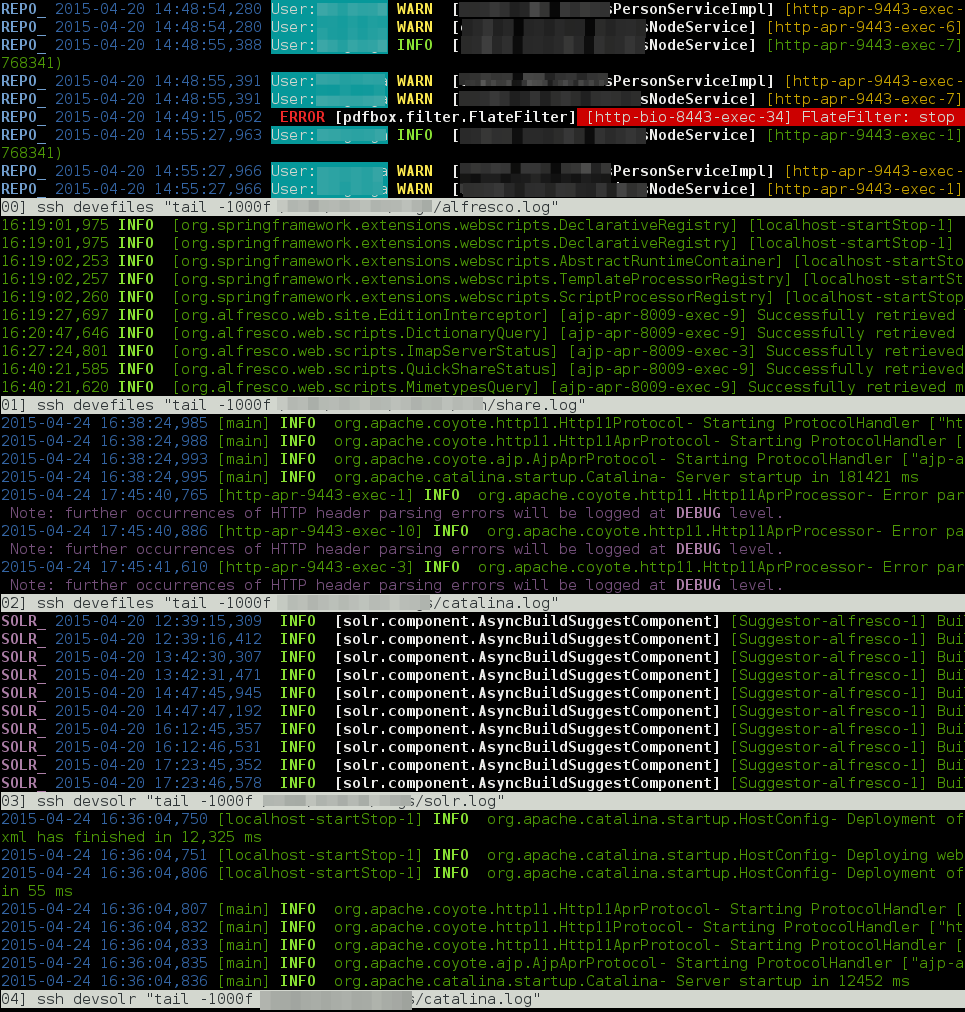 REPO_ 2015-04-20 14:48:54,280 User: WARN [ sPersonServiceImpl] [http-apr-9443-exec-
REPO_ 2015-04-20 14:48:54,280 User: WARN [ sNodeService] [http-apr-9443-exec-6]
REPO_ 2015-04-20 14:48:55,388 User: INFO [ sNodeService] [http-apr-9443-exec-7]
768341)
REPO_ 2015-04-20 14:48:55,391 User: WARN [ sPersonServiceImpl] [http-apr-9443-exec-
REPO_ 2015-04-20 14:48:55,391 User: WARN [ sNodeService] [http-apr-9443-exec-7]
REPO_ 2015-04-20 14:49:15,052 ERROR [pdfbox.filter.FlateFilter] [http-bio-8443-exec-34] FlateFilter: stop
REPO_ 2015-04-20 14:55:27,963 User: INFO [ sNodeService] [http-apr-9443-exec-1]
768341)
REPO_ 2015-04-20 14:55:27,966 User: WARN [ sPersonServiceImpl] [http-apr-9443-exec-
REPO_ 2015-04-20 14:55:27,966 User: WARN [ sNodeService] [http-apr-9443-exec-1]
00] ssh devefiles "tail -1000f /alfresco.log"
16:19:01,975 INFO [org.springframework.extensions.webscripts.DeclarativeRegistry] [localhost-startStop-1]
16:19:01,975 INFO [org.springframework.extensions.webscripts.DeclarativeRegistry] [localhost-startStop-1]
16:19:02,253 INFO [org.springframework.extensions.webscripts.AbstractRuntimeContainer] [localhost-startSto
16:19:02,257 INFO [org.springframework.extensions.webscripts.TemplateProcessorRegistry] [localhost-startSt
16:19:02,260 INFO [org.springframework.extensions.webscripts.ScriptProcessorRegistry] [localhost-startStop
16:19:27,697 INFO [org.alfresco.web.site.EditionInterceptor] [ajp-apr-8009-exec-9] Successfully retrieved
16:20:47,646 INFO [org.alfresco.web.scripts.DictionaryQuery] [ajp-apr-8009-exec-9] Successfully retrieved
16:27:24,801 INFO [org.alfresco.web.scripts.ImapServerStatus] [ajp-apr-8009-exec-3] Successfully retrieved
16:40:21,585 INFO [org.alfresco.web.scripts.QuickShareStatus] [ajp-apr-8009-exec-9] Successfully retrieved
16:40:21,620 INFO [org.alfresco.web.scripts.MimetypesQuery] [ajp-apr-8009-exec-9] Successfully retrieved m
01] ssh devefiles "tail -1000f /share.log"
2015-04-24 16:38:24,985 [main] INFO org.apache.coyote.http11.Http11Protocol- Starting ProtocolHandler ["ht
2015-04-24 16:38:24,988 [main] INFO org.apache.coyote.http11.Http11AprProtocol- Starting ProtocolHandler [
2015-04-24 16:38:24,993 [main] INFO org.apache.coyote.ajp.AjpAprProtocol- Starting ProtocolHandler ["ajp-a
2015-04-24 16:38:24,995 [main] INFO org.apache.catalina.startup.Catalina- Server startup in 181421 ms
2015-04-24 17:45:40,765 [http-apr-9443-exec-1] INFO org.apache.coyote.http11.Http11AprProcessor- Error par
Note: further occurrences of HTTP header parsing errors will be logged at DEBUG level.
2015-04-24 17:45:40,886 [http-apr-9443-exec-10] INFO org.apache.coyote.http11.Http11AprProcessor- Error pa
Note: further occurrences of HTTP header parsing errors will be logged at DEBUG level.
2015-04-24 17:45:41,610 [http-apr-9443-exec-3] INFO org.apache.coyote.http11.Http11AprProcessor- Error par
Note: further occurrences of HTTP header parsing errors will be logged at DEBUG level.
02] ssh devefiles "tail -1000f s/catalina.log"
SOLR_ 2015-04-20 12:39:15,309 INFO [solr.component.AsyncBuildSuggestComponent] [Suggestor-alfresco-1] Bui
SOLR_ 2015-04-20 12:39:16,412 INFO [solr.component.AsyncBuildSuggestComponent] [Suggestor-alfresco-1] Bui
SOLR_ 2015-04-20 13:42:30,307 INFO [solr.component.AsyncBuildSuggestComponent] [Suggestor-alfresco-1] Bui
SOLR_ 2015-04-20 13:42:31,471 INFO [solr.component.AsyncBuildSuggestComponent] [Suggestor-alfresco-1] Bui
SOLR_ 2015-04-20 14:47:45,945 INFO [solr.component.AsyncBuildSuggestComponent] [Suggestor-alfresco-1] Bui
SOLR_ 2015-04-20 14:47:47,192 INFO [solr.component.AsyncBuildSuggestComponent] [Suggestor-alfresco-1] Bui
SOLR_ 2015-04-20 16:12:45,357 INFO [solr.component.AsyncBuildSuggestComponent] [Suggestor-alfresco-1] Bui
SOLR_ 2015-04-20 16:12:46,531 INFO [solr.component.AsyncBuildSuggestComponent] [Suggestor-alfresco-1] Bui
SOLR_ 2015-04-20 17:23:45,352 INFO [solr.component.AsyncBuildSuggestComponent] [Suggestor-alfresco-1] Bui
SOLR_ 2015-04-20 17:23:46,578 INFO [solr.component.AsyncBuildSuggestComponent] [Suggestor-alfresco-1] Bui
03] ssh devsolr "tail -1000f s/solr.log"
2015-04-24 16:36:04,750 [localhost-startStop-1] INFO org.apache.catalina.startup.HostConfig- Deployment of
xml has finished in 12,325 ms
2015-04-24 16:36:04,751 [localhost-startStop-1] INFO org.apache.catalina.startup.HostConfig- Deploying web
2015-04-24 16:36:04,806 [localhost-startStop-1] INFO org.apache.catalina.startup.HostConfig- Deployment of
in 55 ms
2015-04-24 16:36:04,807 [main] INFO org.apache.coyote.http11.Http11AprProtocol- Starting ProtocolHandler [
2015-04-24 16:36:04,832 [main] INFO org.apache.coyote.http11.Http11Protocol- Starting ProtocolHandler ["ht
2015-04-24 16:36:04,833 [main] INFO org.apache.coyote.http11.Http11AprProtocol- Starting ProtocolHandler [
2015-04-24 16:36:04,835 [main] INFO org.apache.coyote.ajp.AjpAprProtocol- Starting ProtocolHandler ["ajp-a
2015-04-24 16:36:04,836 [main] INFO org.apache.catalina.startup.Catalina- Server startup in 12452 ms
04] ssh devsolr "tail -1000f s/catalina.log"